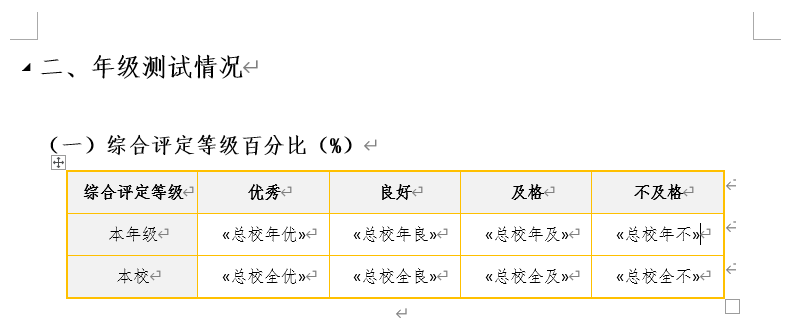 二、年级测试情况
（一）综合评定等级百分比（%）
综合评定等级 优秀 良好 及格 不及格
本年级 «总校年优» «总校年良» «总校年及» «总校年不»
本校 «总校全优» «总校全良» «总校全及» «总校全不»